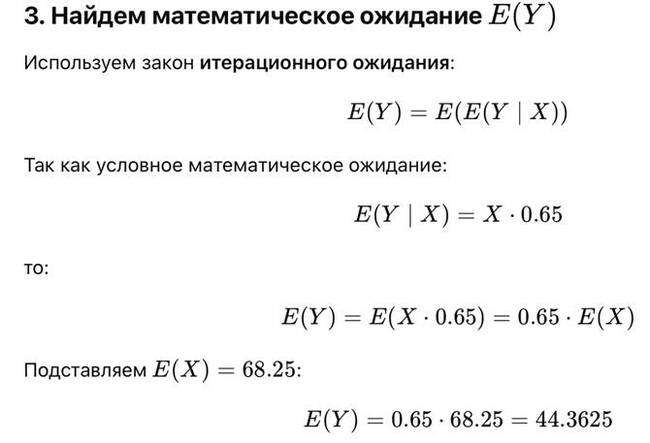 3. Найдем математическое ожидание E(Y)
Используем закон итерационного ожидания:
E(Y) = E(E(Y | X))
Так как условное математическое ожидание:
E(Y | X) = X · 0.65
то:
E(Y) = E(X · 0.65) = 0.65 · E(X)
Подставляем E(X) = 68.25:
E(Y) = 0.65 · 68.25 = 44.3625